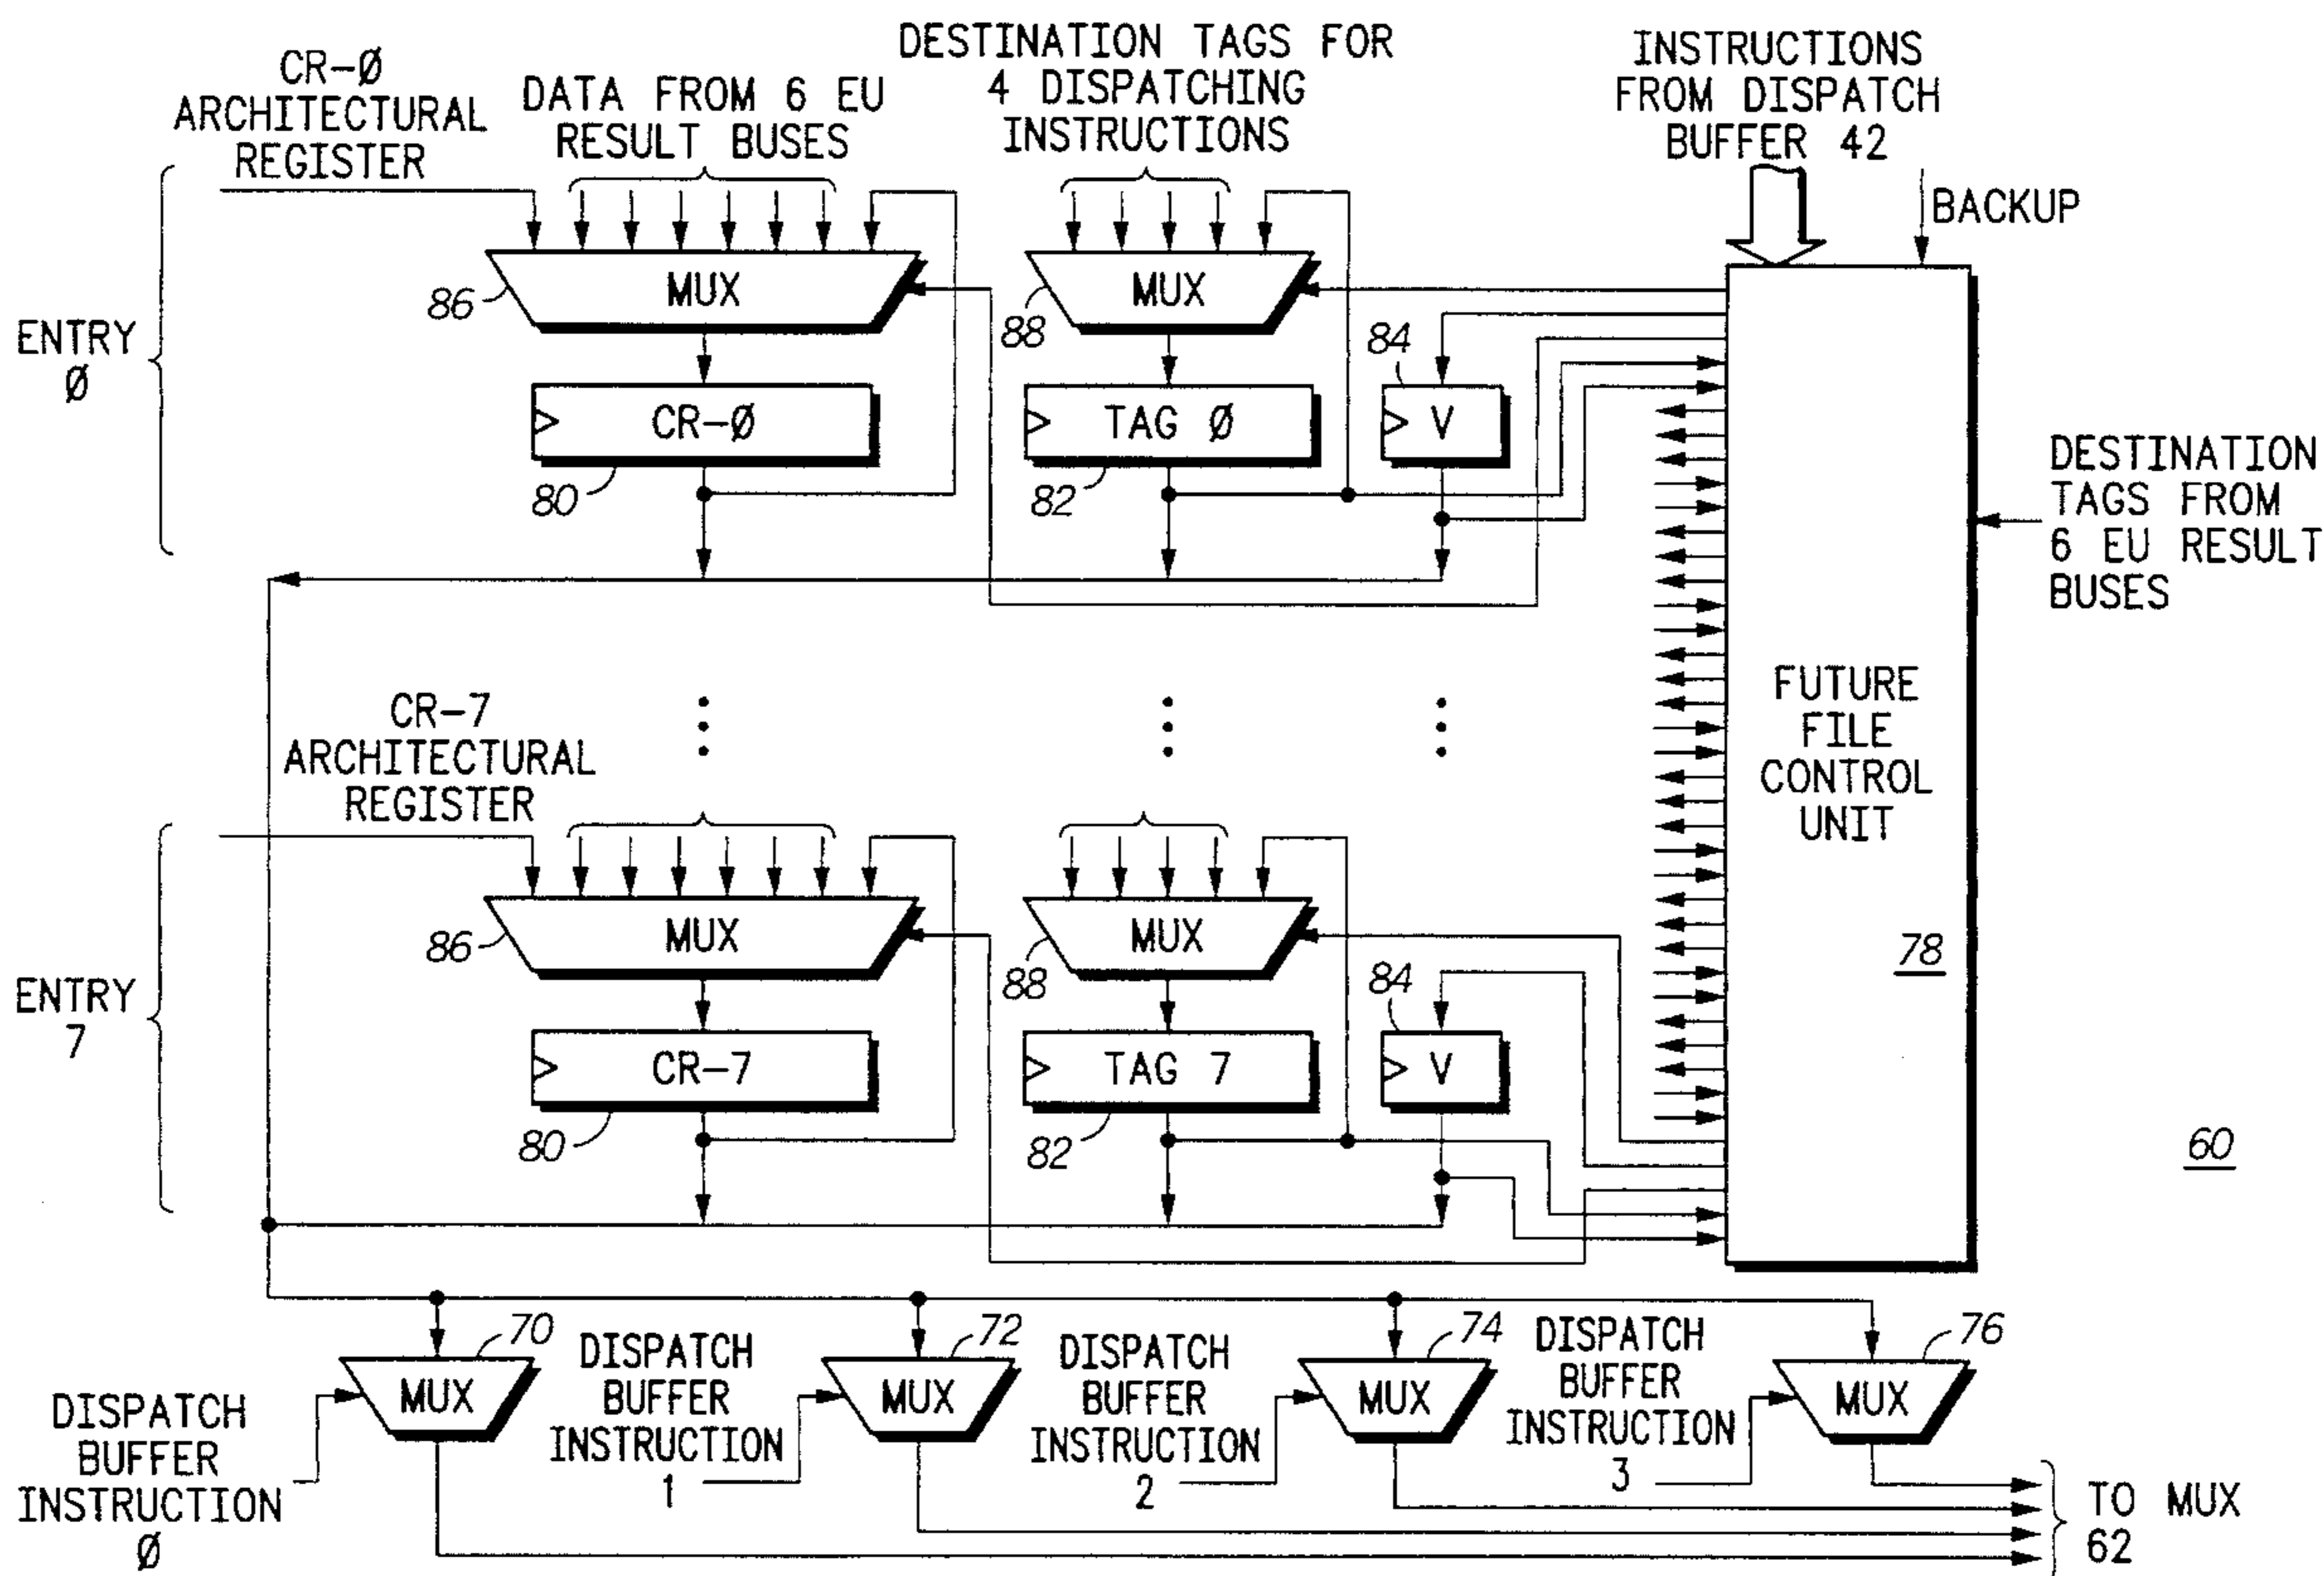 CR-Ø
ARCHITECTURAL
REGISTER
DATA FROM 6 EU
RESULT BUSES
DESTINATION TAGS FOR
4 DISPATCHING
INSTRUCTIONS
INSTRUCTIONS
FROM DISPATCH
BUFFER 42
BACKUP
ENTRY
Ø
86
MUX
88
MUX
84
CR-Ø
TAG Ø
V
80
82
DESTINATION
TAGS FROM
6 EU RESULT
BUSES
FUTURE
FILE
CONTROL
UNIT
78
CR-7
ARCHITECTURAL
REGISTER
ENTRY
7
86
MUX
88
MUX
84
CR-7
TAG 7
V
80
82
60
70
MUX
DISPATCH
BUFFER
INSTRUCTION
Ø
72
MUX
DISPATCH
BUFFER
INSTRUCTION
1
74
MUX
DISPATCH
BUFFER
INSTRUCTION
2
76
MUX
DISPATCH
BUFFER
INSTRUCTION
3
TO MUX
62